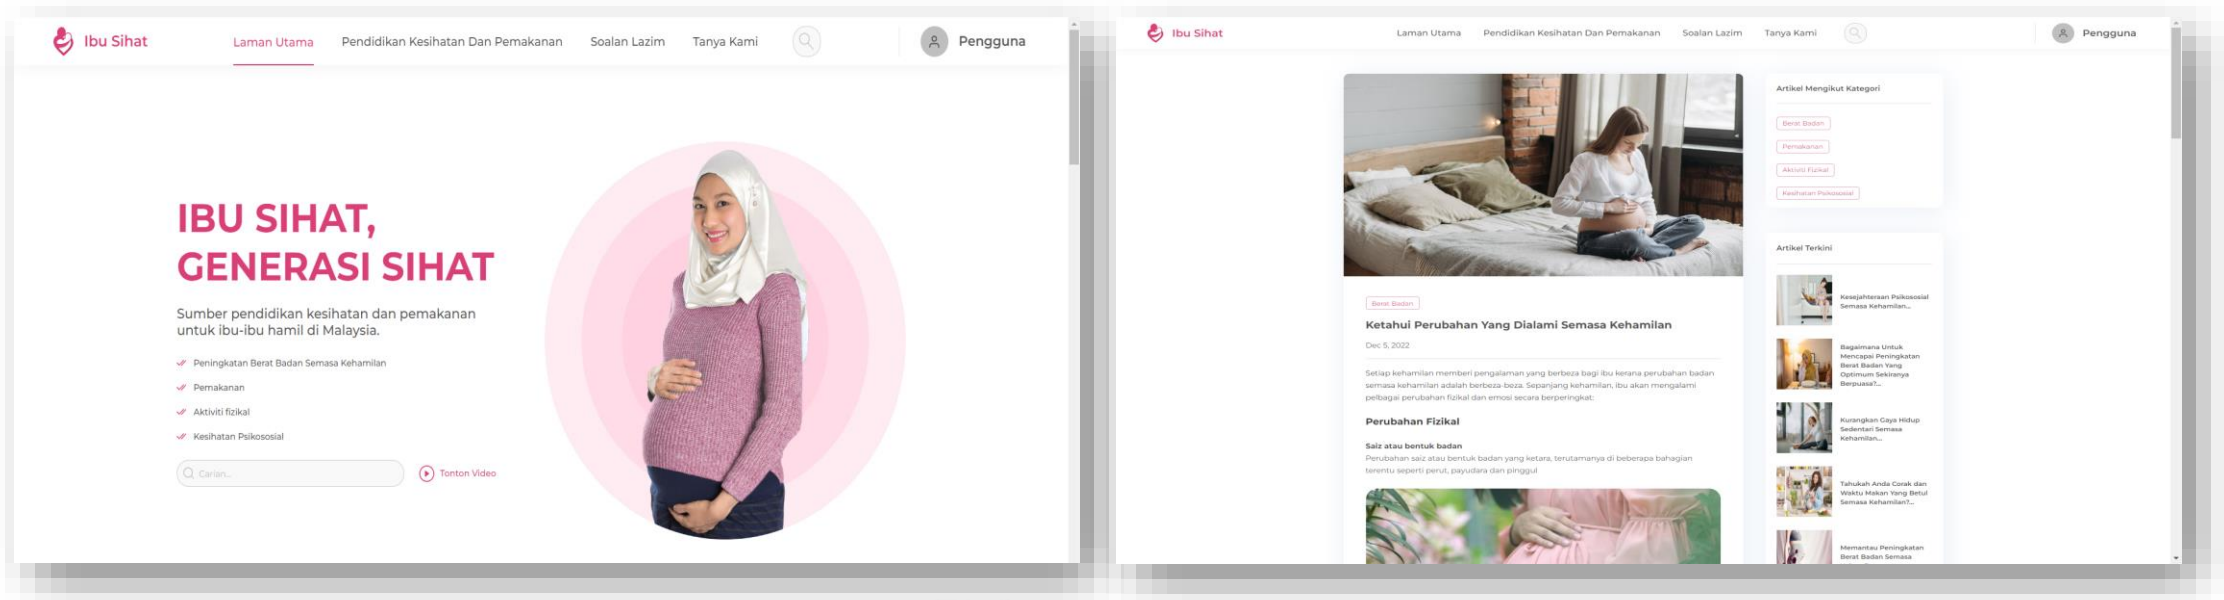 Ibu Sihat
Laman Utama
Pendidikan Kesihatan Dan Pemakanan
Soalan Lazim
Tanya Kami
Pengguna
IBU SIHAT,
GENERASI SIHAT
Sumber pendidikan kesihatan dan pemakanan
untuk ibu-ibu hamil di Malaysia.
Peningkatan Berat Badan Semasa Kehamilan
Pemakanan
Aktiviti fizikal
Kesihatan Psikososial
Carian...
Tonton Video
Ibu Sihat
Laman Utama
Pendidikan Kesihatan Dan Pemakanan
Soalan Lazim
Tanya Kami
Pengguna
Berat Badan
Ketahui Perubahan Yang Dialami Semasa Kehamilan
Dec 5, 2022
Setiap kehamilan memberi pengalaman yang berbeza bagi ibu kerana perubahan badan
semasa kehamilan adalah berbeza-beza. Sepanjang kehamilan, ibu akan mengalami
pelbagai perubahan fizikal dan emosi secara berperingkat:
Perubahan Fizikal
Saiz atau bentuk badan
Perubahan saiz atau bentuk badan yang ketara, terutamanya di beberapa bahagian
terentu seperti perut, payudara dan pinggul
Artikel Mengikut Kategori
Berat Badan
Pemakanan
Aktiviti Fizikal
Kesihatan Psikososial
Artikel Terkini
Kesejahteraan Psikososial
Semasa Kehamilan...
Bagaimana Untuk
Mencapai Peningkatan
Berat Badan Yang
Optimum Sekiranya
Berpuasa?...
Kurangkan Gaya Hidup
Sedentari Semasa
Kehamilan...
Tahukah Anda Corak dan
Waktu Makan Yang Betul
Semasa Kehamilan?...
Memantau Peningkatan
Berat Badan Semasa